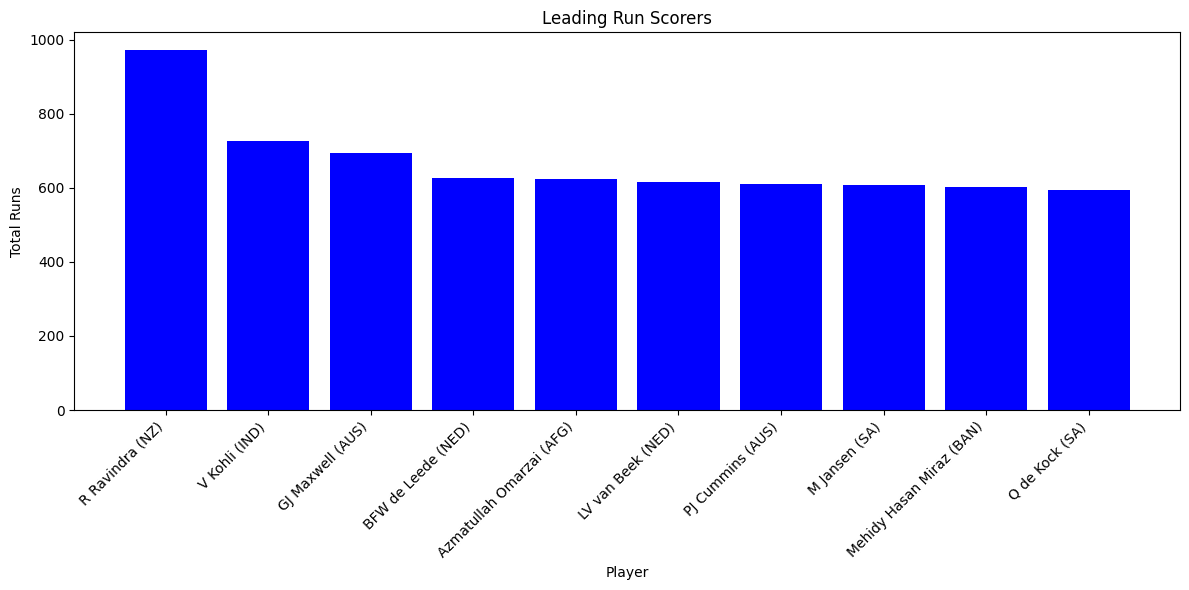 Leading Run Scorers
Total Runs
1000
800
600
400
200
0
R Ravindra (NZ)
V Kohli (IND)
GJ Maxwell (AUS)
BFW de Leede (NED)
Azmatullah Omarzai (AFG)
LV van Beek (NED)
PJ Cummins (AUS)
M Jansen (SA)
Mehidy Hasan Miraz (BAN)
Q de Kock (SA)
Player